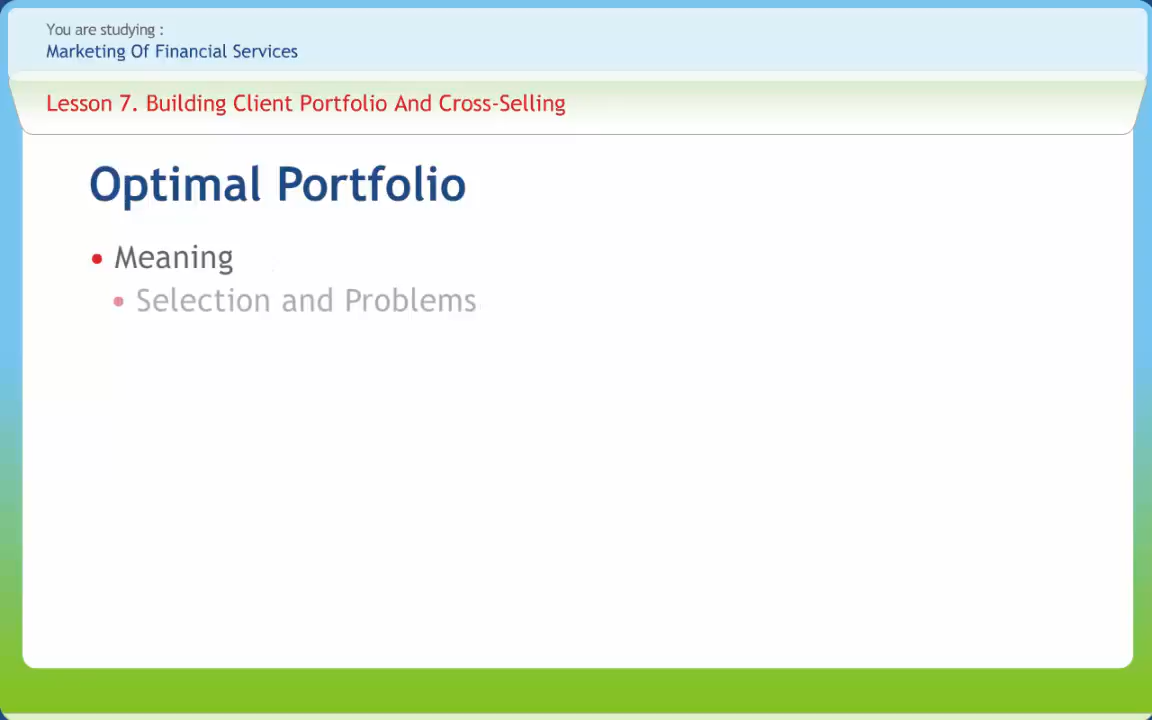 You are studying :
Marketing Of Financial Services
Lesson 7. Building Client Portfolio And Cross-Selling
Optimal Portfolio
• Meaning
• Selection and Problems